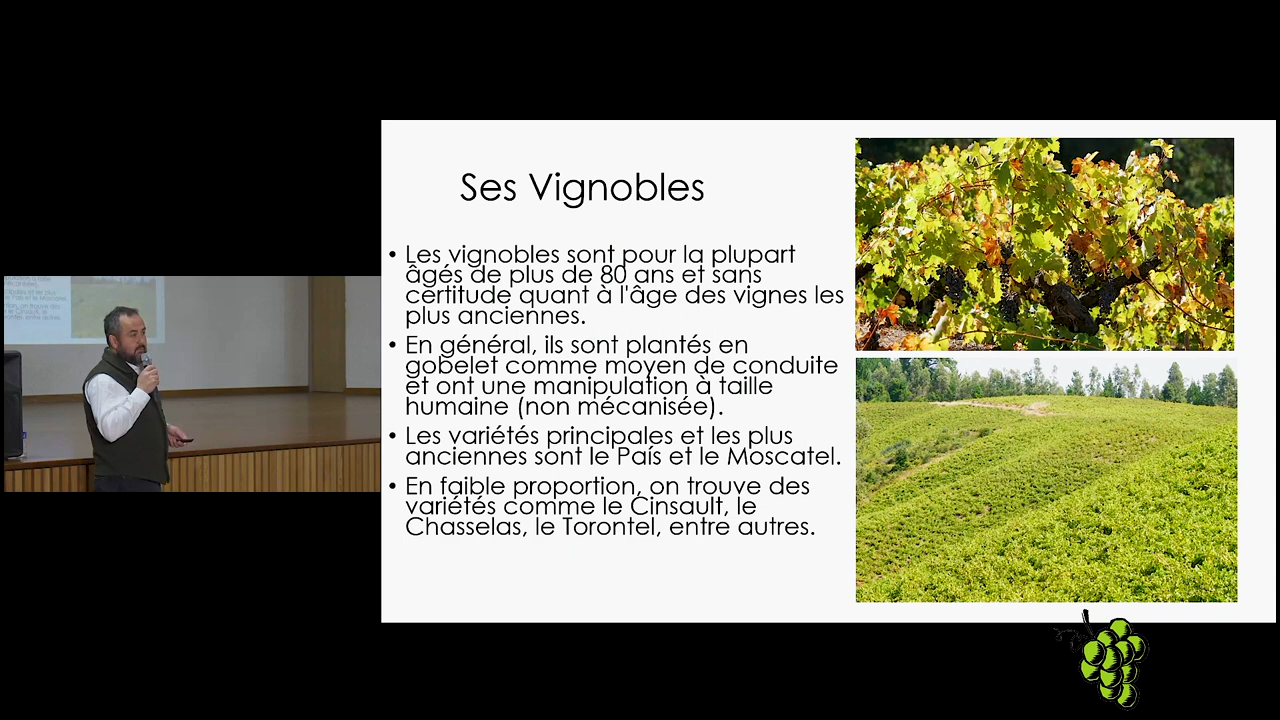 Ses Vignobles
• Les vignobles sont pour la plupart
âgés de plus de 80 ans et sans
certitude quant à l'âge des vignes les
plus anciennes.
• En général, ils sont plantés en
gobelet comme moyen de conduite
et ont une manipulation à taille
humaine (non mécanisée).
• Les variétés principales et les plus
anciennes sont le País et le Moscatel.
• En faible proportion, on trouve des
variétés comme le Cinsault, le
Chasselas, le Torontel, entre autres.